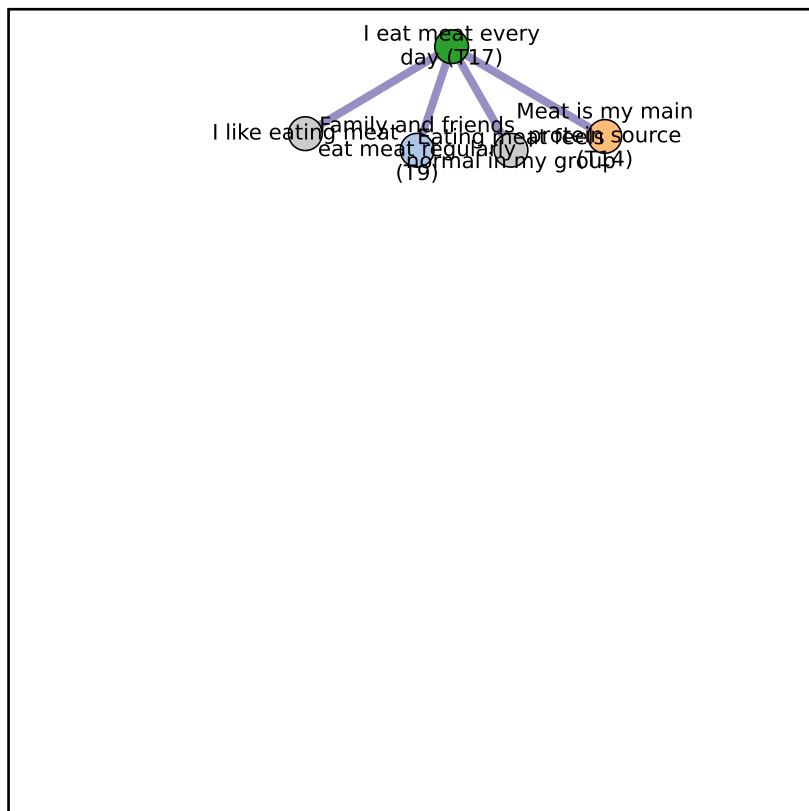 I eat meat every
day (T17)
I like eating meat
Family and friends
eat meat regularly
(T9)
Eating meat feels
normal in my group
Meat is my main
protein source
(T14)